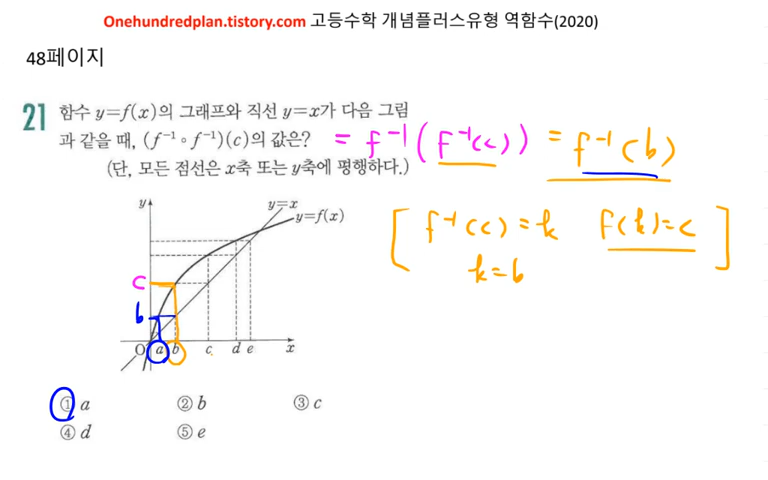 Onehundredplan.tistory.com 고등수학 개념플러스유형 역함수(2020)
48페이지
21 함수 y=f(x)의 그래프와 직선 y=x가 다음 그림
과 같을 때, (f⁻¹∘f⁻¹)(c)의 값은? = f⁻¹(f⁻¹(c)) = f⁻¹(b)
(단, 모든 점선은 x축 또는 y축에 평행하다.)
y y=x
y=f(x)
[ f⁻¹(c)=k f(k)=c ]
k=b
c
b
O a b c d e x
① a ② b ③ c
④ d ⑤ e